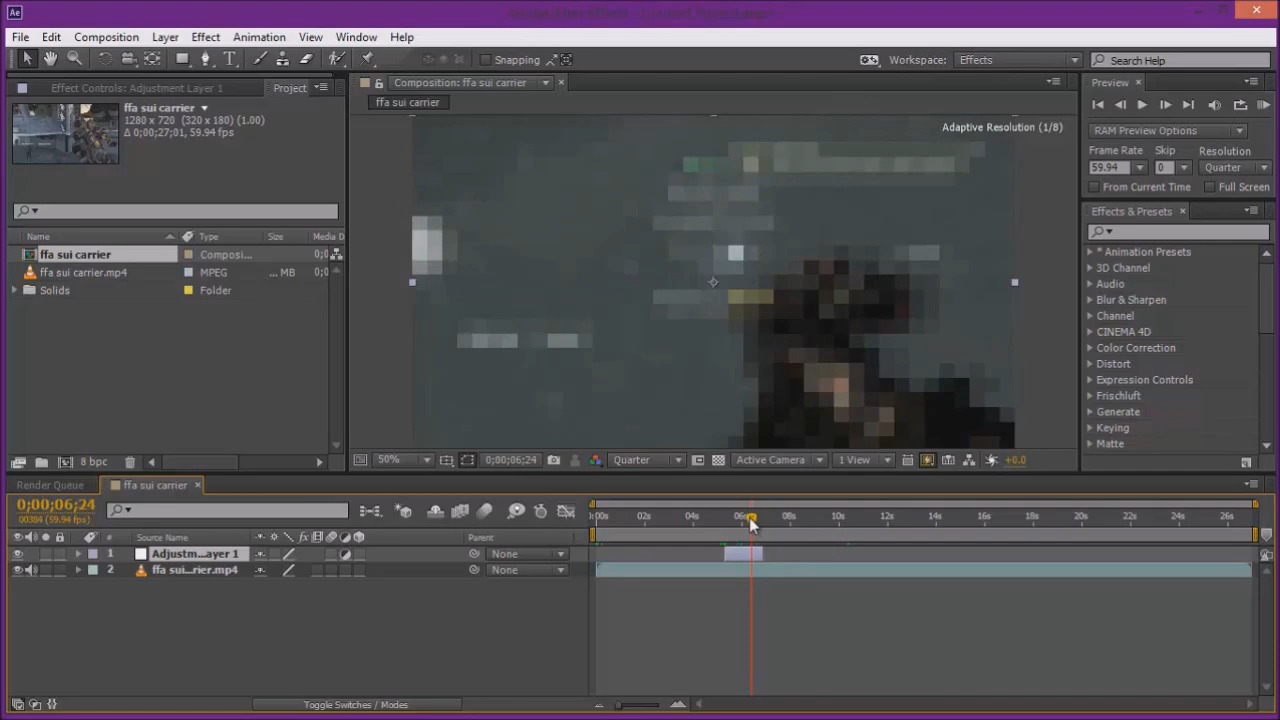 Ae
File Edit Composition Layer Effect Animation View Window Help
Snapping Workspace: Effects Search Help
Effect Controls: Adjustment Layer 1 Project
Composition: ffa sui carrier
Preview
ffa sui carrier
1280 x 720 (320 x 180) (1.00)
Δ 0;00;27;01, 59.94 fps
ffa sui carrier
Adaptive Resolution (1/8)
RAM Preview Options
Frame Rate Skip Resolution
59.94 0 Quarter
From Current Time Full Screen
Effects & Presets
Name Type Size Media D
ffa sui carrier Composi... 0;0
ffa sui carrier.mp4 MPEG ... MB 0;0
Solids Folder
* Animation Presets
3D Channel
Audio
Blur & Sharpen
Channel
CINEMA 4D
Color Correction
Distort
Expression Controls
Frischluft
Generate
Keying
Matte
8 bpc
50% 0;00;06;24 Quarter Active Camera 1 View +0.0
Render Queue ffa sui carrier
0;00;06;24
00384 (59.94 fps)
:00s 02s 04s 06s 08s 10s 12s 14s 16s 18s 20s 22s 24s 26s
# Source Name fx Parent
1 Adjustm...ayer 1 None
2 ffa sui...rier.mp4 None
Toggle Switches / Modes